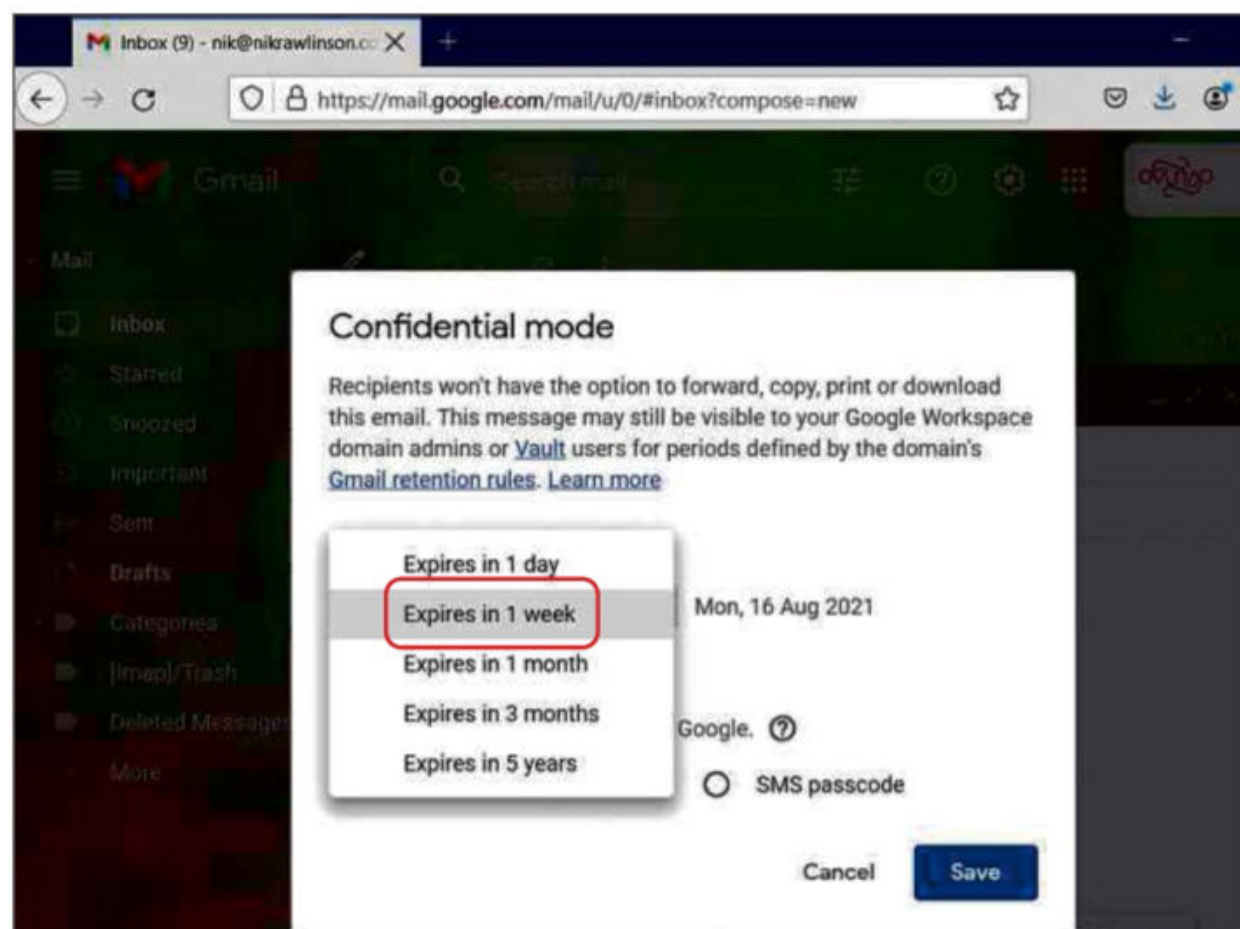 Inbox (9) - nik@nikrawlinson.co
https://mail.google.com/mail/u/0/#inbox?compose=new
Gmail
Search mail
Mail
Inbox
Starred
Snoozed
Important
Sent
Drafts
Categories
[Imap]/Trash
Deleted Messages
More
Confidential mode
Recipients won't have the option to forward, copy, print or download
this email. This message may still be visible to your Google Workspace
domain admins or Vault users for periods defined by the domain's
Gmail retention rules. Learn more
Expires in 1 day
Expires in 1 week
Mon, 16 Aug 2021
Expires in 1 month
Expires in 3 months
Google.
Expires in 5 years
SMS passcode
Cancel
Save